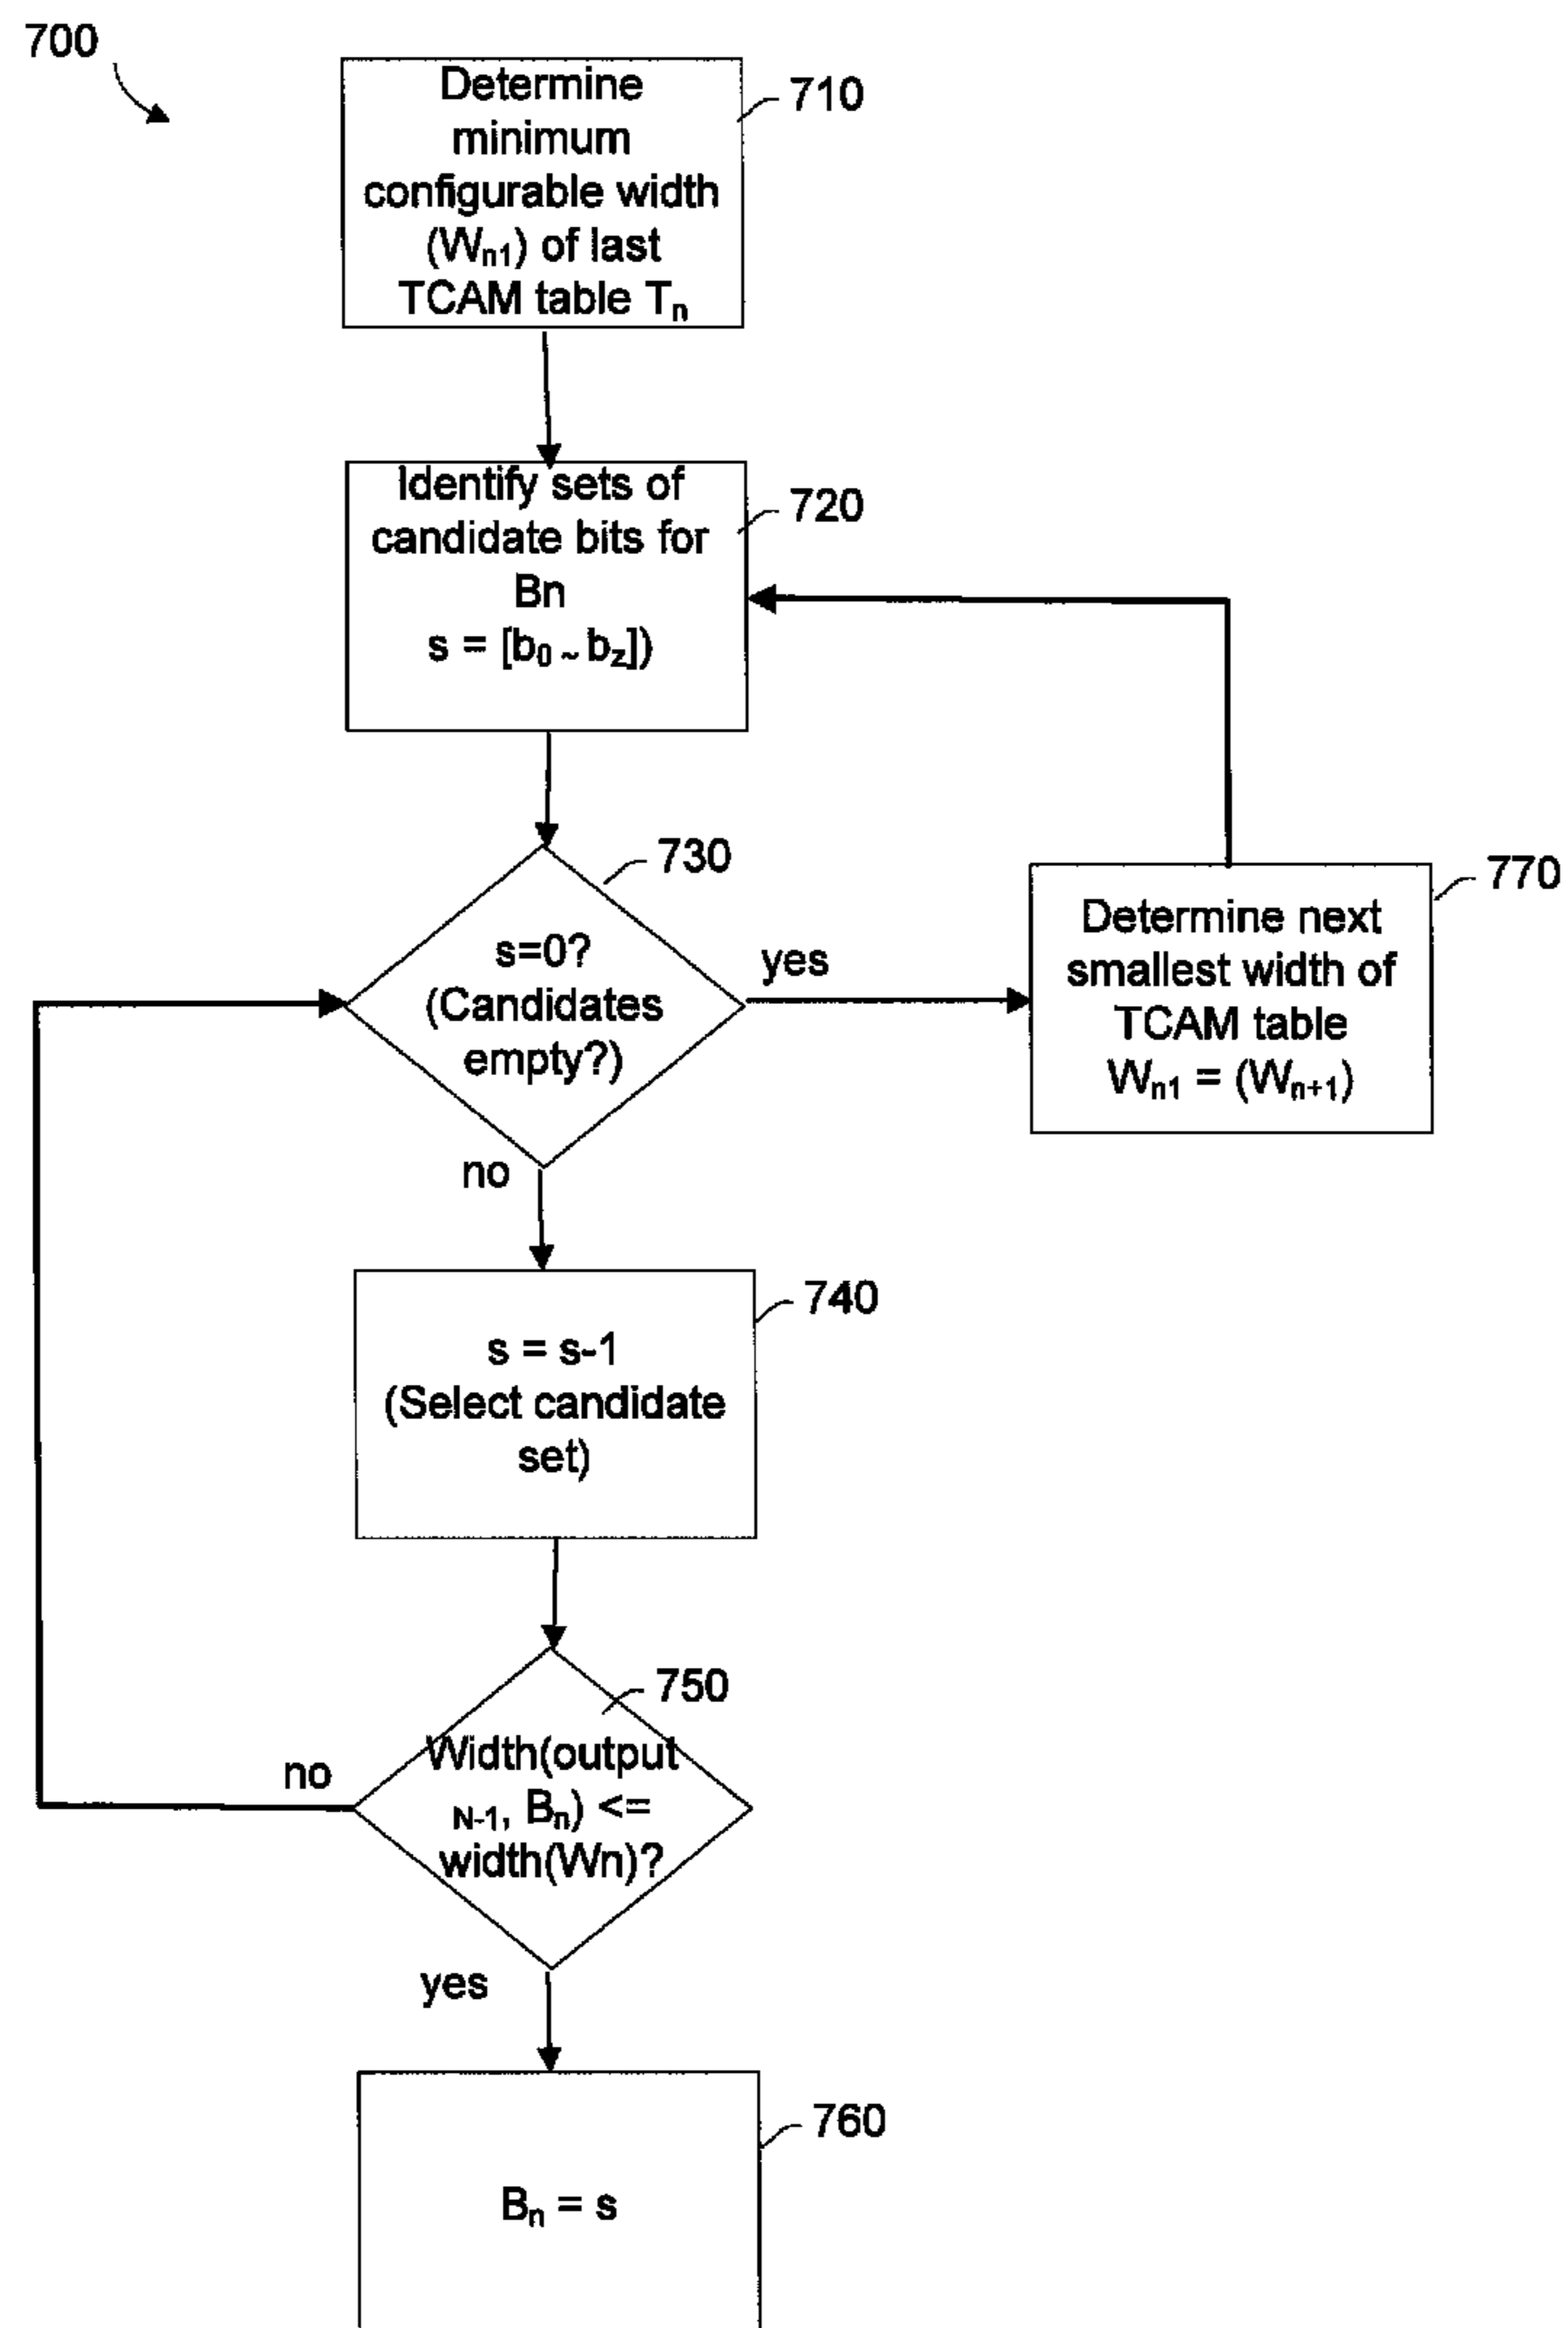 700
Determine
minimum
configurable width
(Wn1) of last
TCAM table Tn
710
Identify sets of
candidate bits for
Bn
s = [b0 ~ bz])
720
s=0?
(Candidates
empty?)
730
yes
Determine next
smallest width of
TCAM table
Wn1 = (Wn+1)
770
no
s = s-1
(Select candidate
set)
740
Width(output
N-1, Bn) <=
width(Wn)?
750
no
yes
Bn = s
760